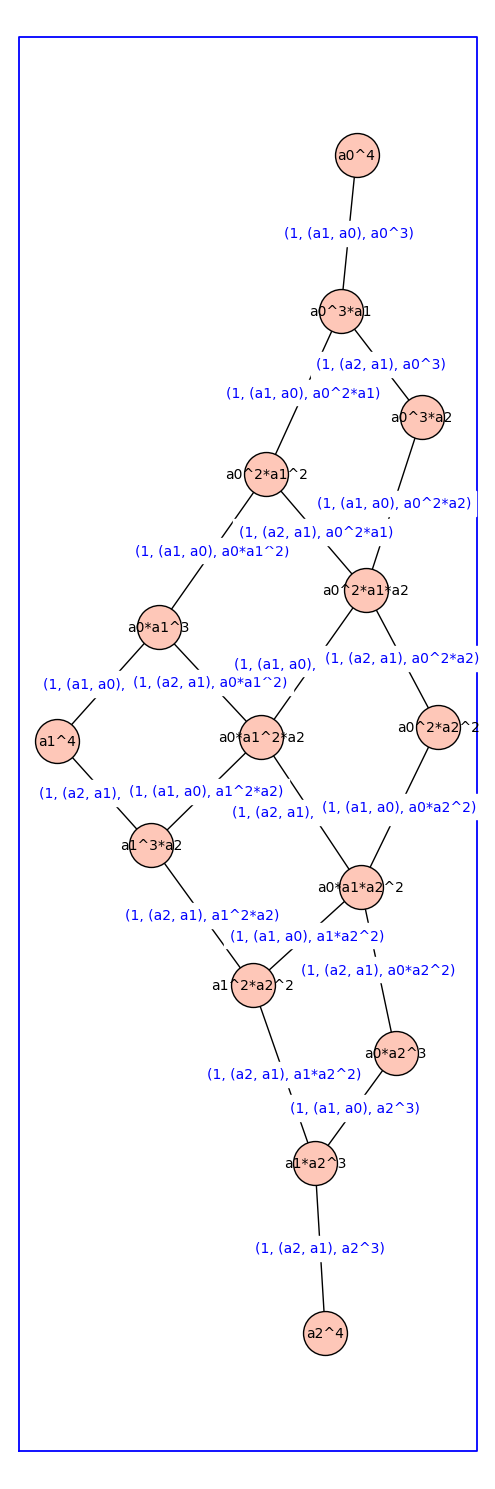 a0^4
(1, (a1, a0), a0^3)
a0^3*a1
(1, (a2, a1), a0^3)
(1, (a1, a0), a0^2*a1)
a0^3*a2
a0^2*a1^2
(1, (a1, a0), a0^2*a2)
(1, (a2, a1), a0^2*a1)
(1, (a1, a0), a0*a1^2)
a0^2*a1*a2
a0*a1^3
(1, (a1, a0),
(1, (a2, a1), a0^2*a2)
(1, (a1, a0),
(1, (a2, a1), a0*a1^2)
a0^2*a2^2
a0*a1^2*a2
a1^4
(1, (a2, a1),
(1, (a1, a0), a1^2*a2)
(1, (a2, a1),
(1, (a1, a0), a0*a2^2)
a1^3*a2
a0*a1*a2^2
(1, (a2, a1), a1^2*a2)
(1, (a1, a0), a1*a2^2)
(1, (a2, a1), a0*a2^2)
a1^2*a2^2
a0*a2^3
(1, (a2, a1), a1*a2^2)
(1, (a1, a0), a2^3)
a1*a2^3
(1, (a2, a1), a2^3)
a2^4